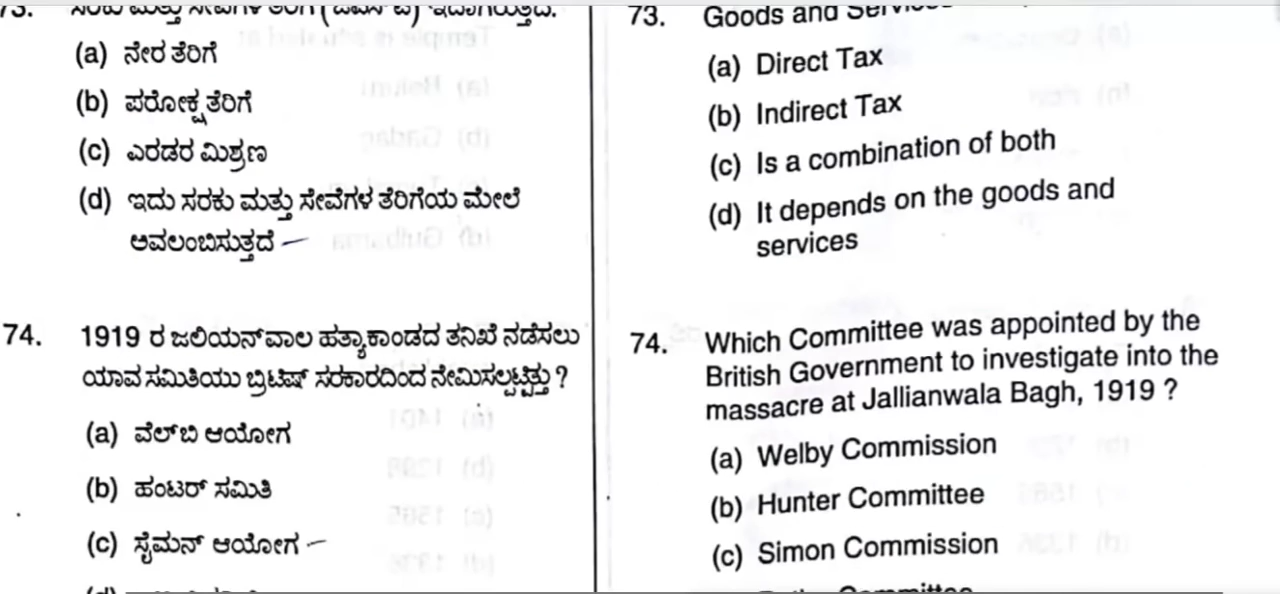 73.
(a) ನೇರ ತೆರಿಗೆ
(b) ಪರೋಕ್ಷ ತೆರಿಗೆ
(c) ಎರಡರ ಮಿಶ್ರಣ
(d) ಇದು ಸರಕು ಮತ್ತು ಸೇವೆಗಳ ತೆರಿಗೆಯ ಮೇಲೆ
ಅವಲಂಬಿಸುತ್ತದೆ
74. 1919 ರ ಜಲಿಯನ್‌ವಾಲ ಹತ್ಯಾಕಾಂಡದ ತನಿಖೆ ನಡೆಸಲು
ಯಾವ ಸಮಿತಿಯು ಬ್ರಿಟಿಷ್ ಸರಕಾರದಿಂದ ನೇಮಿಸಲ್ಪಟ್ಟಿತ್ತು ?
(a) ವೆಲ್‌ಬಿ ಆಯೋಗ
(b) ಹಂಟರ್ ಸಮಿತಿ
(c) ಸೈಮನ್ ಆಯೋಗ
73. Goods and
(a) Direct Tax
(b) Indirect Tax
(c) Is a combination of both
(d) It depends on the goods and
services
74. Which Committee was appointed by the
British Government to investigate into the
massacre at Jallianwala Bagh, 1919 ?
(a) Welby Commission
(b) Hunter Committee
(c) Simon Commission